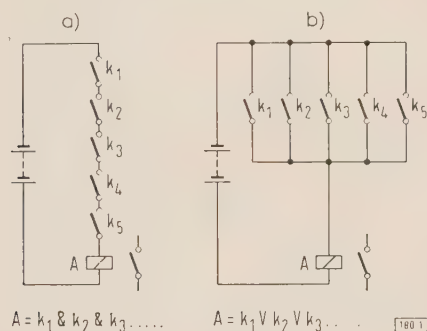 a)
k1
k2
k3
k4
k5
A
A = k1 & k2 & k3 .....
b)
k1 k2 k3 k4 k5
A
A = k1 V k2 V k3 .....
180 1